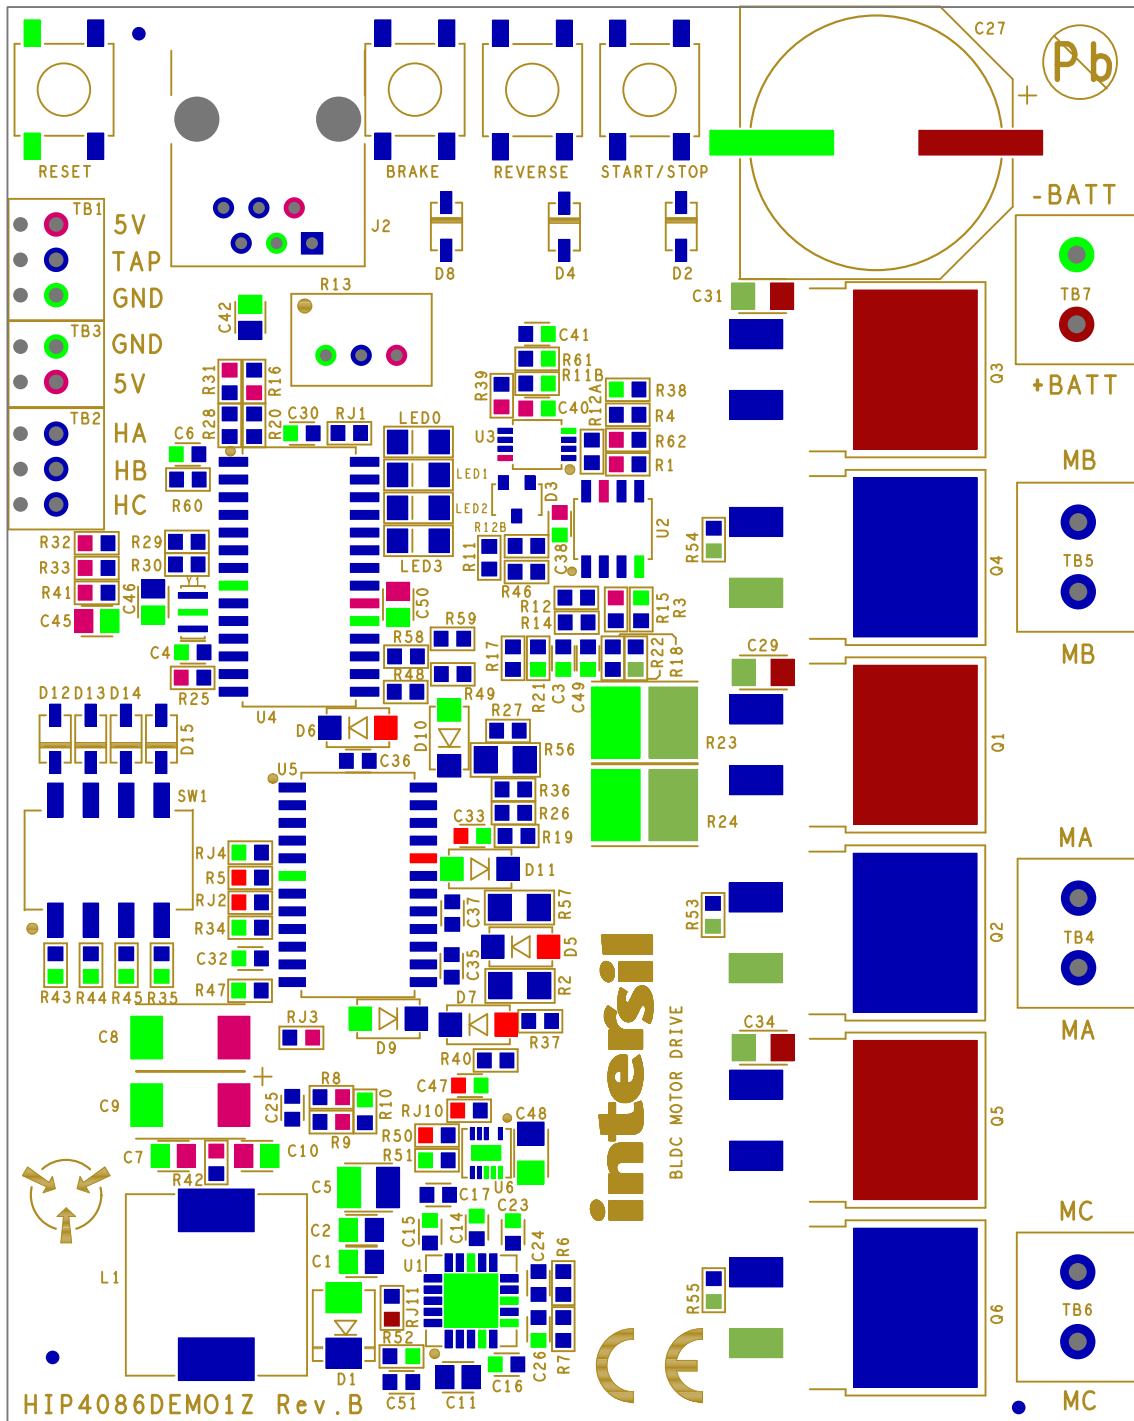 C27
Pb
+
RESET
BRAKE
REVERSE
START/STOP
J2
-BATT
TB1
5V
TAP
GND
D8
D4
D2
TB7
+BATT
C31
Q3
TB3
GND
5V
C42
R13
C41
R61
R11B
R39
C40
R12A
R38
R4
R62
R1
TB2
HA
HB
HC
R31
R16
R28
R20
C30
RJ1
LED0
LED1
LED2
LED3
C6
R60
U3
D3
R12B
U2
MB
TB5
MB
R54
Q4
R32
R33
R41
C45
C46
R29
R30
Y1
C4
R25
U4
C50
R59
R58
R48
R49
R11
R46
C38
R12
R14
R15
R3
R17
R21
C3
C49
R22
R18
C29
Q1
D12
D13
D14
D15
D6
C36
D10
R27
R56
R36
R26
R19
C33
D11
R23
R24
U5
SW1
RJ4
R5
RJ2
R34
C32
R47
R43
R44
R45
R35
C37
C35
R57
D5
R2
D7
D9
R37
R40
MA
TB4
MA
R53
Q2
intersil
BLDC MOTOR DRIVE
C8
C9
+
RJ3
C25
R8
R9
R10
C47
RJ10
R50
R51
C48
U6
C34
Q5
C7
R42
C10
C5
C2
C1
C17
C15
C14
C23
C24
R6
U1
L1
RJ11
R52
D1
C51
C11
C16
C26
R7
CE
R55
Q6
MC
TB6
MC
HIP4086DEMO1Z Rev.B